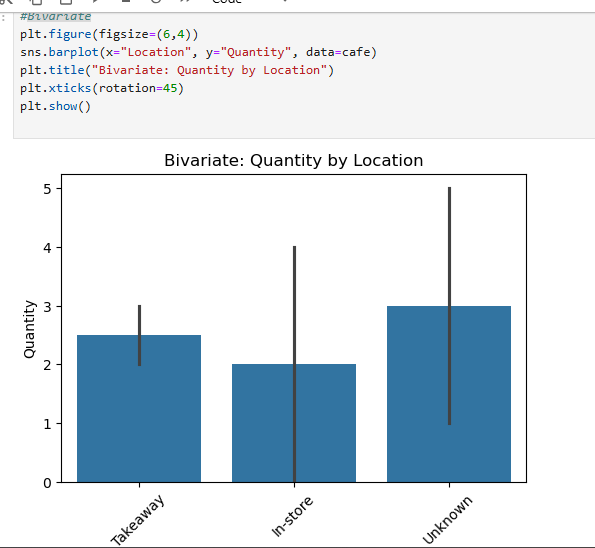 Code
#Bivariate
plt.figure(figsize=(6,4))
sns.barplot(x="Location", y="Quantity", data=cafe)
plt.title("Bivariate: Quantity by Location")
plt.xticks(rotation=45)
plt.show()
Bivariate: Quantity by Location
5
4
3
2
1
0
Quantity
Takeaway
In-store
Unknown